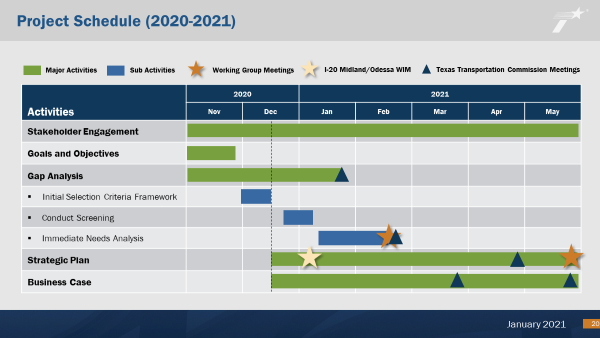 Project Schedule (2020-2021)
Major Activities
Sub Activities
Working Group Meetings
I-20 Midland/Odessa WIM
Texas Transportation Commission Meetings
Activities
2020
2021
Nov
Dec
Jan
Feb
Mar
Apr
May
Stakeholder Engagement
Goals and Objectives
Gap Analysis
▪ Initial Selection Criteria Framework
▪ Conduct Screening
▪ Immediate Needs Analysis
Strategic Plan
Business Case
January 2021
20